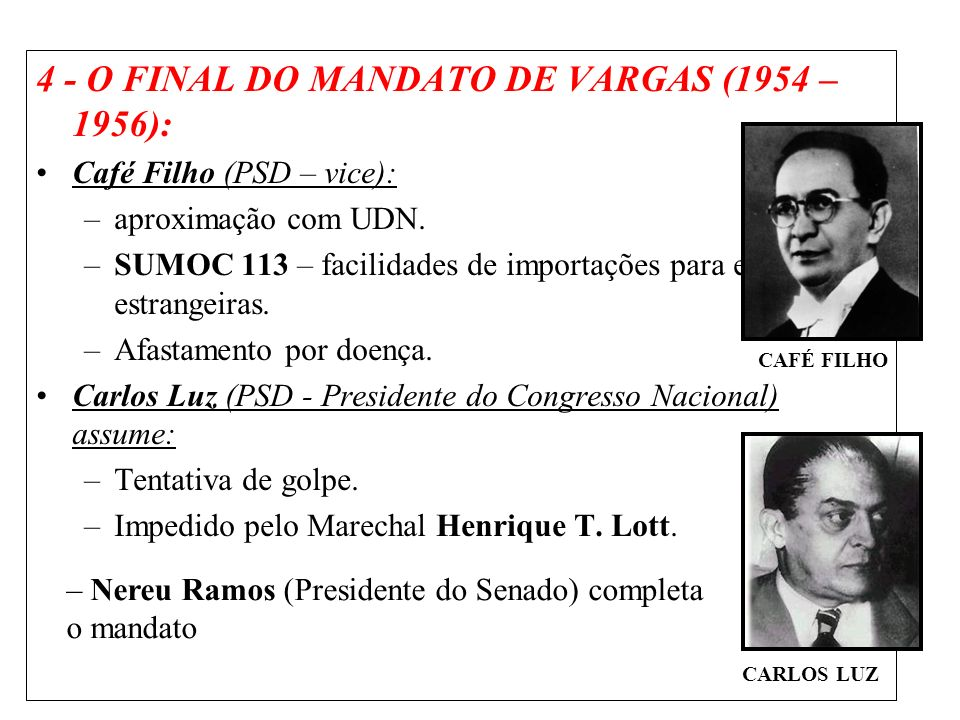 4 - O FINAL DO MANDATO DE VARGAS (1954 –
1956):
• Café Filho (PSD – vice):
– aproximação com UDN.
– SUMOC 113 – facilidades de importações para e
estrangeiras.
– Afastamento por doença.
CAFÉ FILHO
• Carlos Luz (PSD - Presidente do Congresso Nacional)
assume:
– Tentativa de golpe.
– Impedido pelo Marechal Henrique T. Lott.
– Nereu Ramos (Presidente do Senado) completa
o mandato
CARLOS LUZ